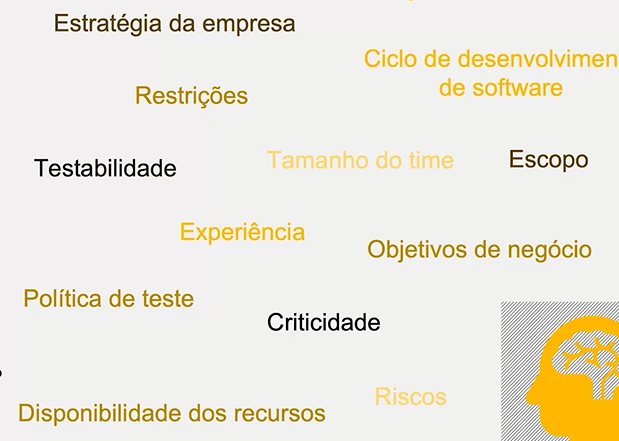 Estratégia da empresa
Ciclo de desenvolvimen
de software
Restrições
Testabilidade
Tamanho do time
Escopo
Experiência
Objetivos de negócio
Política de teste
Criticidade
Riscos
Disponibilidade dos recursos